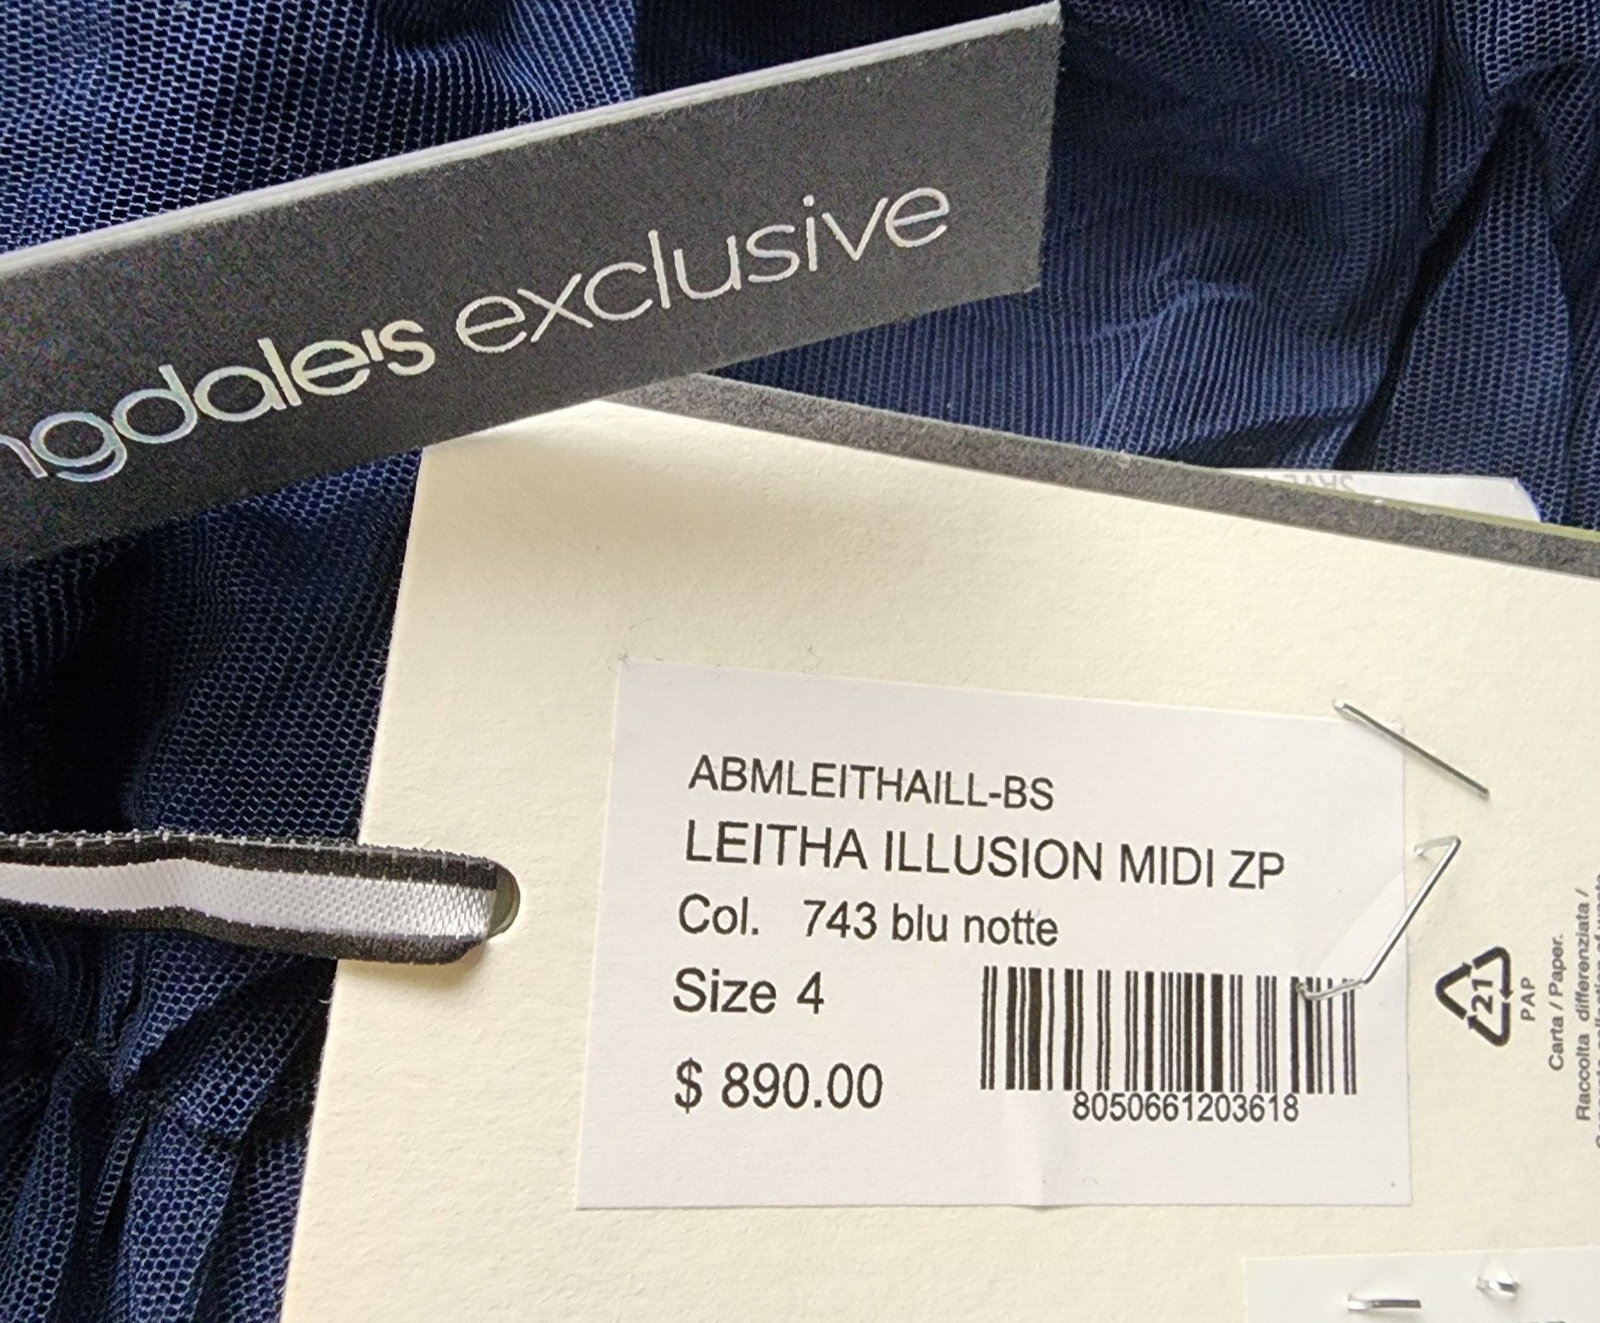 ngdale's exclusive
ABMLEITHAILL-BS
LEITHA ILLUSION MIDI ZP
Col. 743 blu notte
Size 4
$ 890.00
8050661203618
21
PAP
Carta / Paper.
Raccolta differenziata /